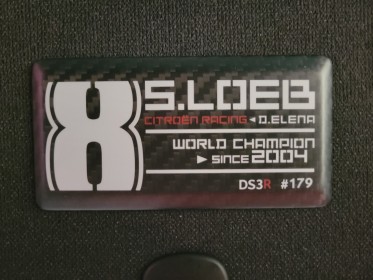 8 S.LOEB
CITROËN RACING ◄ D.ELENA
WORLD CHAMPION
► SINCE 2004
DS3R #179